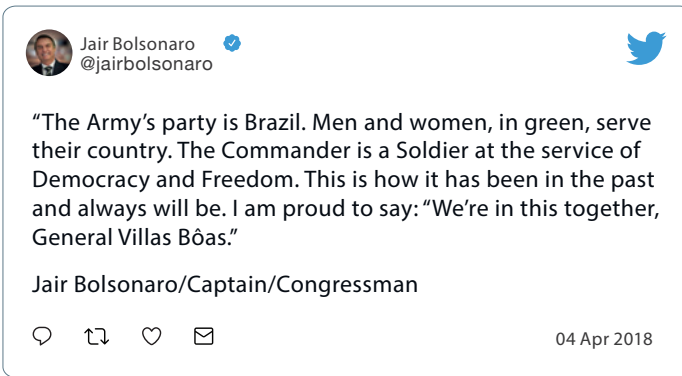 Jair Bolsonaro
@jairbolsonaro
“The Army’s party is Brazil. Men and women, in green, serve
their country. The Commander is a Soldier at the service of
Democracy and Freedom. This is how it has been in the past
and always will be. I am proud to say: “We’re in this together,
General Villas Bôas.”
Jair Bolsonaro/Captain/Congressman
04 Apr 2018